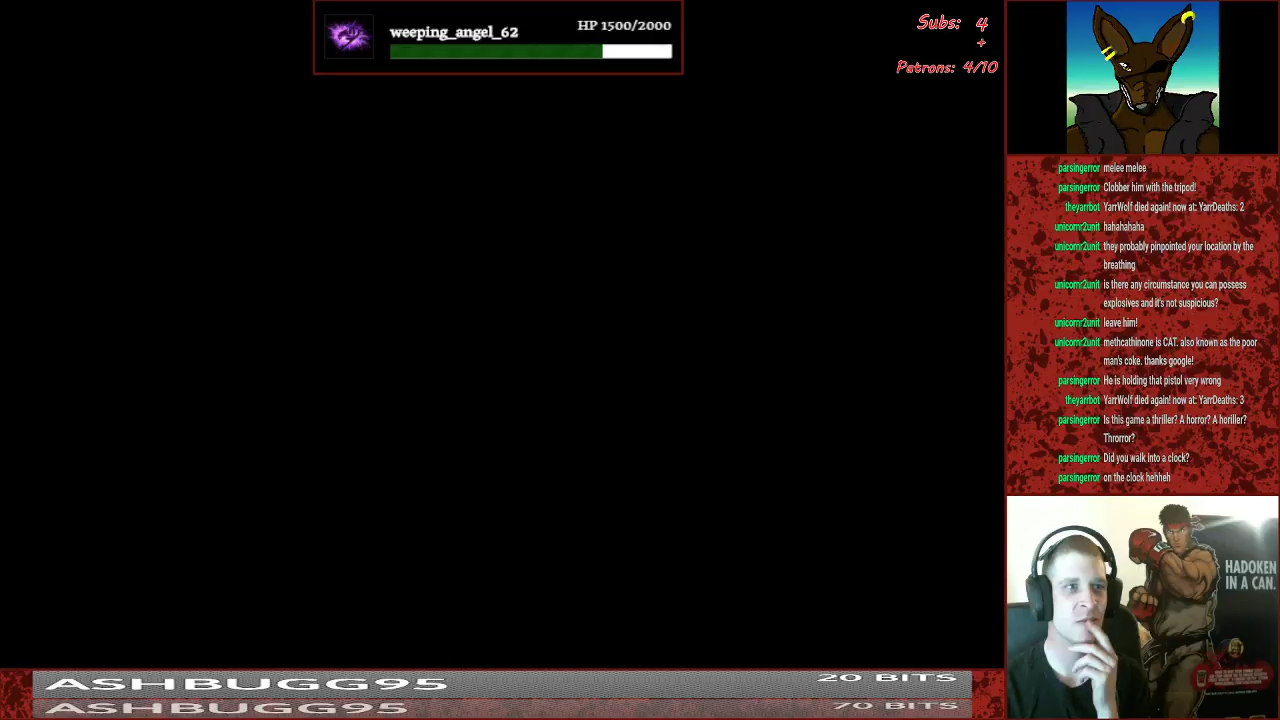 weeping_angel_62
HP 1500/2000
Subs: 4
+
Patrons: 4/10
parsingerror melee melee
parsingerror Clobber him with the tripod!
theyarrbot YarrWolf died again! now at: YarrDeaths: 2
unicornr2unit hahahahaha
unicornr2unit they probably pinpointed your location by the
breathing
unicornr2unit is there any circumstance you can possess
explosives and it's not suspicious?
unicornr2unit leave him!
unicornr2unit methcathinone is CAT. also known as the poor
man's coke. thanks google!
parsingerror He is holding that pistol very wrong
theyarrbot YarrWolf died again! now at: YarrDeaths: 3
parsingerror Is this game a thriller? A horror? A horiller?
Throrror?
parsingerror Did you walk into a clock?
parsingerror on the clock hehheh
HADOKEN
IN A CAN.
ASHBUGG95 20 BITS
ASHBUGG95 70 BITS